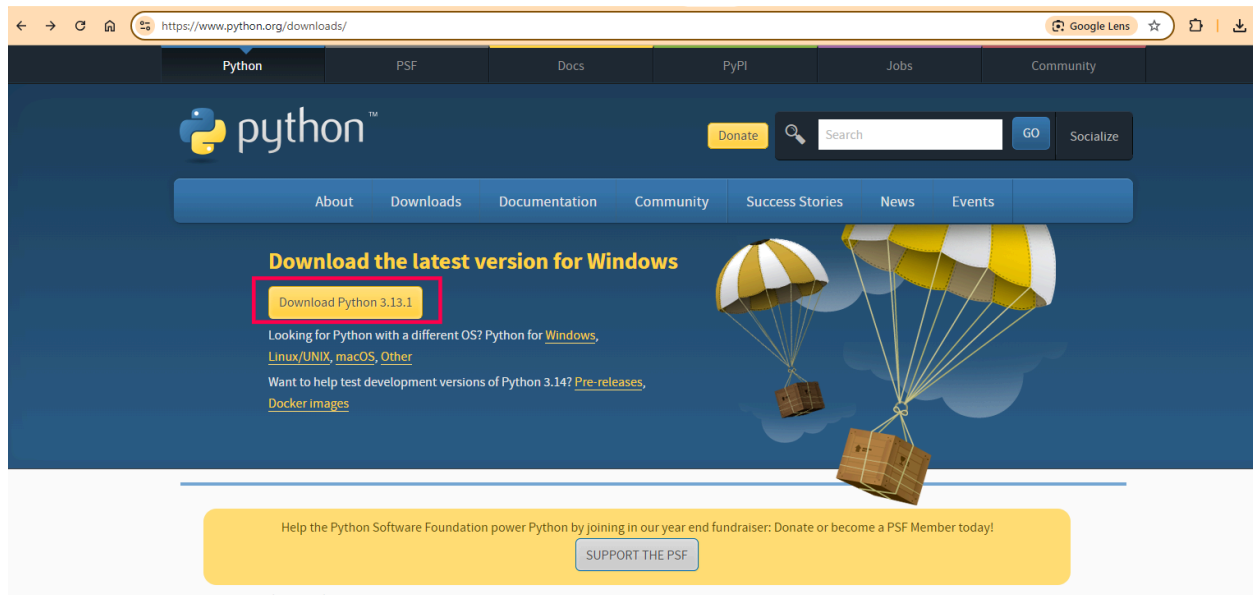 https://www.python.org/downloads/
Google Lens
Python PSF Docs PyPI Jobs Community
python™
Donate Search GO Socialize
About Downloads Documentation Community Success Stories News Events
Download the latest version for Windows
Download Python 3.13.1
Looking for Python with a different OS? Python for Windows,
Linux/UNIX, macOS, Other
Want to help test development versions of Python 3.14? Pre-releases,
Docker images
Help the Python Software Foundation power Python by joining in our year end fundraiser: Donate or become a PSF Member today!
SUPPORT THE PSF